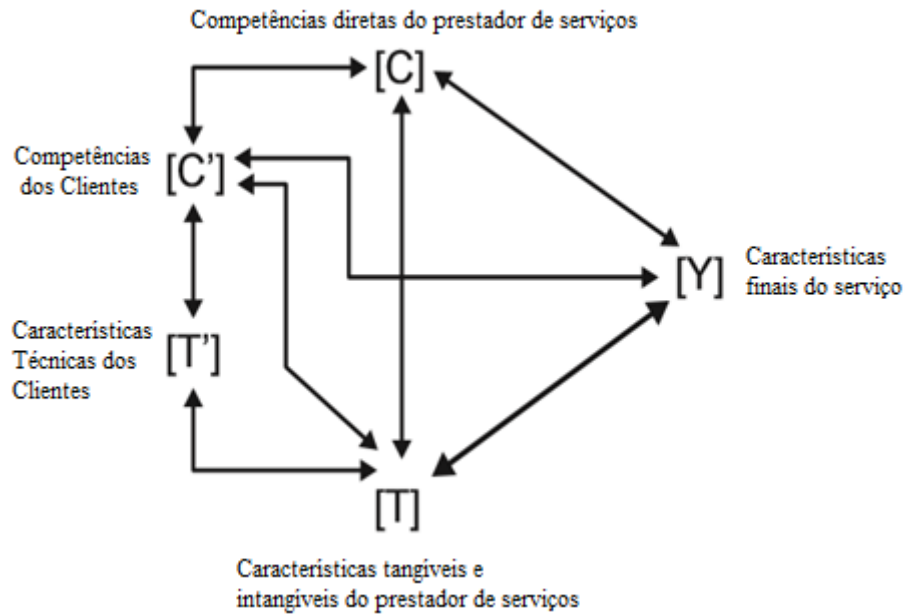 Competências diretas do prestador de serviços
[C]
Competências
dos Clientes
[C']
[Y]
Características
finais do serviço
Características
Técnicas dos
Clientes
[T']
[T]
Características tangíveis e
intangíveis do prestador de serviços